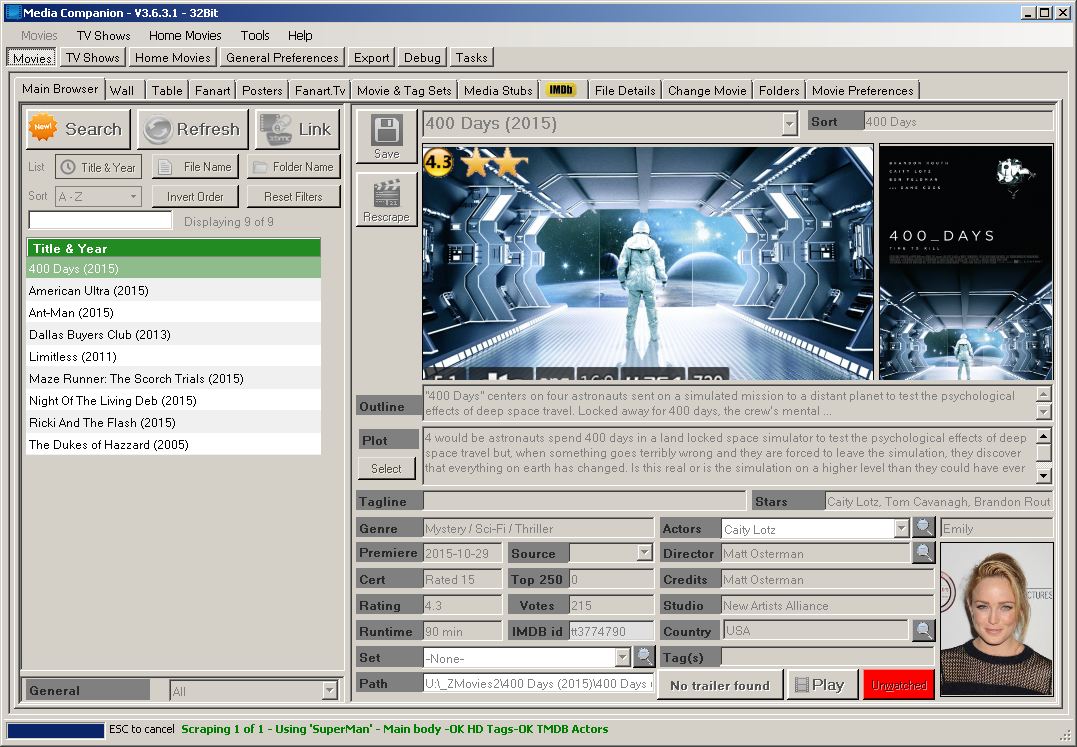 Media Companion - V3.6.3.1 - 32Bit
Movies TV Shows Home Movies Tools Help
Movies TV Shows Home Movies General Preferences Export Debug Tasks
Main Browser Wall Table Fanart Posters Fanart.Tv Movie & Tag Sets Media Stubs IMDb File Details Change Movie Folders Movie Preferences
New! Search Refresh Link
List Title & Year File Name Folder Name
Sort A - Z Invert Order Reset Filters
Displaying 9 of 9
Title & Year
400 Days (2015)
American Ultra (2015)
Ant-Man (2015)
Dallas Buyers Club (2013)
Limitless (2011)
Maze Runner: The Scorch Trials (2015)
Night Of The Living Deb (2015)
Ricki And The Flash (2015)
The Dukes of Hazzard (2005)
General All
Save
Rescrape
400 Days (2015)
Sort 400 Days
4.3
BRANDON ROUTH
CAITY LOTZ
BEN FELDMAN
AND DANE COOK
400_DAYS
TIME TO KILL
Outline "400 Days" centers on four astronauts sent on a simulated mission to a distant planet to test the psychological
effects of deep space travel. Locked away for 400 days, the crew's mental ...
Plot 4 would be astronauts spend 400 days in a land locked space simulator to test the psychological effects of deep
space travel but, when something goes terribly wrong and they are forced to leave the simulation, they discover
Select that everything on earth has changed. Is this real or is the simulation on a higher level than they could have ever
Tagline Stars Caity Lotz, Tom Cavanagh, Brandon Rout
Genre Mystery / Sci-Fi / Thriller Actors Caity Lotz Emily
Premiere 2015-10-29 Source Director Matt Osterman
Cert Rated 15 Top 250 0 Credits Matt Osterman
Rating 4.3 Votes 215 Studio New Artists Alliance
Runtime 90 min IMDB id tt3774790 Country USA
Set -None- Tag(s)
Path U:\_ZMovies2\400 Days (2015)\400 Days No trailer found Play Unwatched
CTURES
ESC to cancel Scraping 1 of 1 - Using 'SuperMan' - Main body -OK HD Tags-OK TMDB Actors